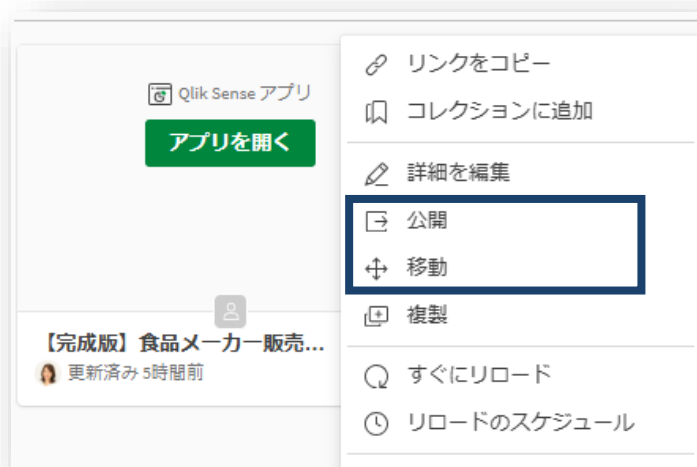 Qlik Sense アプリ
アプリを開く
【完成版】食品メーカー販売...
更新済み 5時間前
リンクをコピー
コレクションに追加
詳細を編集
公開
移動
複製
すぐにリロード
リロードのスケジュール